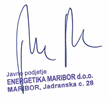 Javno podjetje
ENERGETIKA MARIBOR d.o.o.
MARIBOR, Jadranska c. 28